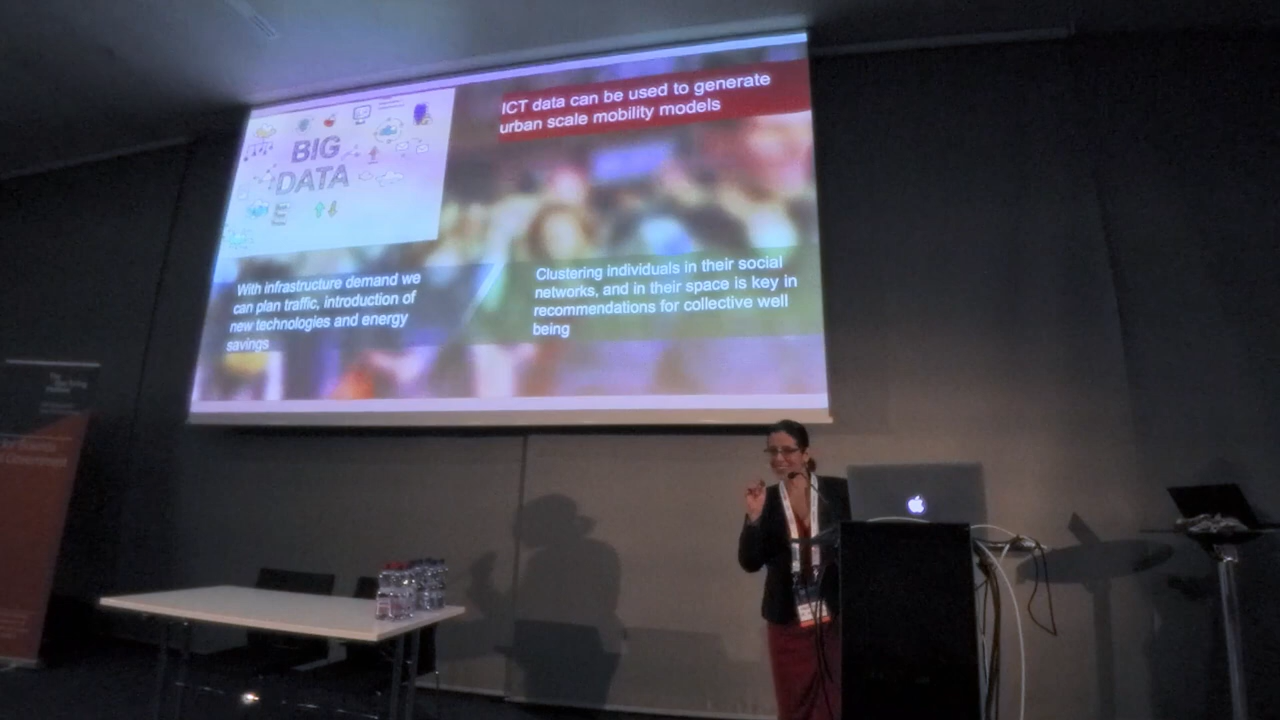 BIG
DATA
ICT data can be used to generate
urban scale mobility models
With infrastructure demand we
can plan traffic, introduction of
new technologies and energy
savings
Clustering individuals in their social
networks, and in their space is key in
recommendations for collective well
being